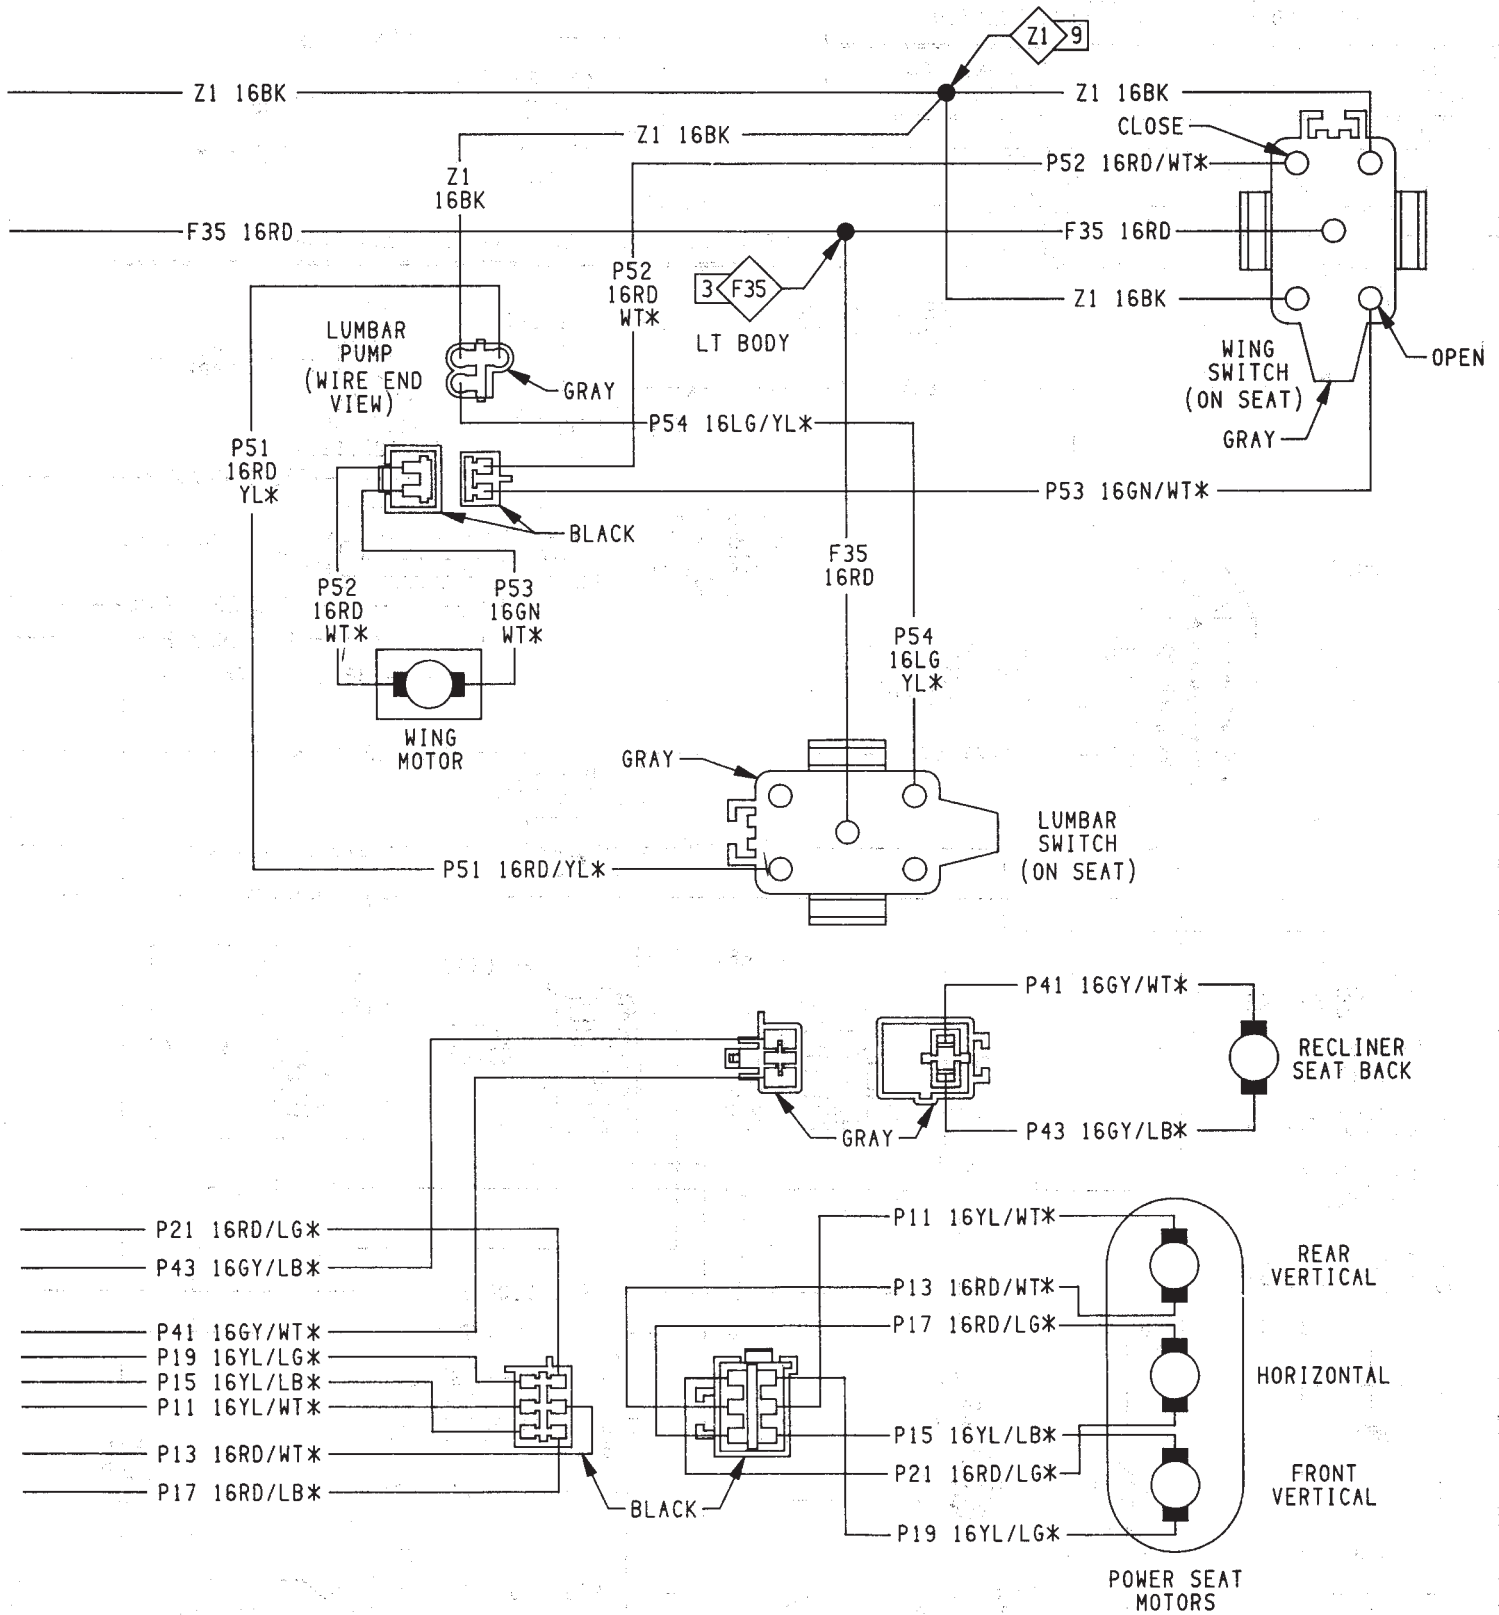 Z1 9
Z1 16BK
Z1 16BK
CLOSE
Z1 16BK
P52 16RD/WT*
Z1
16BK
F35 16RD
F35 16RD
P52
16RD
WT*
3 F35
LT BODY
Z1 16BK
LUMBAR
PUMP
(WIRE END
VIEW)
GRAY
WING
SWITCH
(ON SEAT)
OPEN
GRAY
P54 16LG/YL*
P51
16RD
YL*
P53 16GN/WT*
BLACK
F35
16RD
P52
16RD
WT*
P53
16GN
WT*
P54
16LG
YL*
WING
MOTOR
GRAY
LUMBAR
SWITCH
(ON SEAT)
P51 16RD/YL*
P41 16GY/WT*
RECLINER
SEAT BACK
GRAY
P43 16GY/LB*
P21 16RD/LG*
P43 16GY/LB*
P41 16GY/WT*
P19 16YL/LG*
P15 16YL/LB*
P11 16YL/WT*
P13 16RD/WT*
P17 16RD/LB*
BLACK
P11 16YL/WT*
P13 16RD/WT*
P17 16RD/LG*
P15 16YL/LB*
P21 16RD/LG*
P19 16YL/LG*
REAR
VERTICAL
HORIZONTAL
FRONT
VERTICAL
POWER SEAT
MOTORS